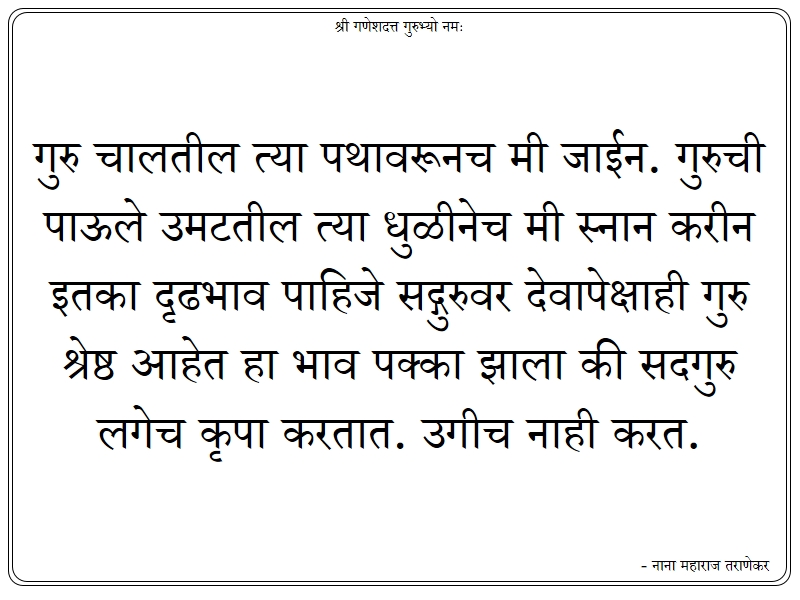 श्री गणेशदत्त गुरुभ्यो नमः
गुरु चालतील त्या पथावरूनच मी जाईन. गुरुची
पाऊले उमटतील त्या धुळीनेच मी स्नान करीन
इतका दृढभाव पाहिजे सद्गुरुवर देवापेक्षाही गुरु
श्रेष्ठ आहेत हा भाव पक्का झाला की सदगुरु
लगेच कृपा करतात. उगीच नाही करत.
- नाना महाराज तराणेकर